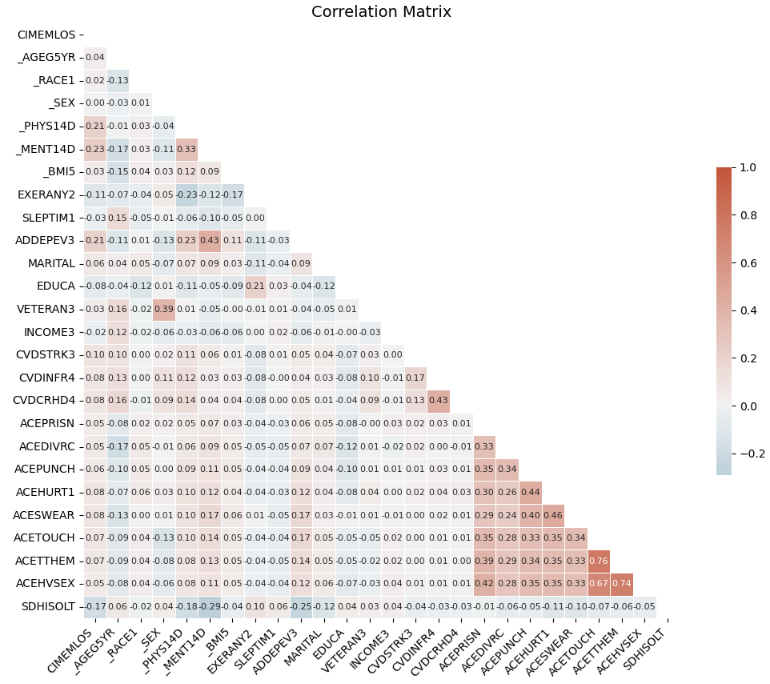 Correlation Matrix
CIMEMLOS
_AGEG5YR 0.04
_RACE1 0.02 -0.13
_SEX 0.00 -0.03 0.01
_PHYS14D 0.21 -0.01 0.03 -0.04
_MENT14D 0.23 -0.17 0.03 -0.11 0.33
_BMI5 0.03 -0.15 0.04 0.03 0.12 0.09
EXERANY2 -0.11 -0.07 -0.04 0.05 -0.23 -0.12 -0.17
SLEPTIM1 -0.03 0.15 -0.05 -0.01 -0.06 -0.10 -0.05 0.00
ADDEPEV3 0.21 -0.11 0.01 -0.13 0.23 0.43 0.11 -0.11 -0.03
MARITAL 0.06 0.04 0.05 -0.07 0.07 0.09 0.03 -0.11 -0.04 0.09
EDUCA -0.08 -0.04 -0.12 0.01 -0.11 -0.05 -0.09 0.21 0.03 -0.04 -0.12
VETERAN3 0.03 0.16 -0.02 0.39 0.01 -0.05 -0.00 -0.01 0.01 -0.04 -0.05 0.01
INCOME3 -0.02 0.12 -0.02 -0.06 -0.03 -0.06 -0.06 0.00 0.02 -0.06 -0.01 -0.00 -0.03
CVDSTRK3 0.10 0.10 0.00 0.02 0.11 0.06 0.01 -0.08 0.01 0.05 0.04 -0.07 0.03 0.00
CVDINFR4 0.08 0.13 0.00 0.11 0.12 0.03 0.03 -0.08 -0.00 0.04 0.03 -0.08 0.10 -0.01 0.17
CVDCRHD4 0.08 0.16 -0.01 0.09 0.14 0.04 0.04 -0.08 0.00 0.05 0.01 -0.04 0.09 -0.01 0.13 0.43
ACEPRISN 0.05 -0.08 0.02 0.02 0.05 0.07 0.03 -0.04 -0.03 0.06 0.05 -0.08 -0.00 0.03 0.02 0.03 0.01
ACEDIVRC 0.05 -0.17 0.05 -0.01 0.06 0.09 0.04 -0.05 -0.05 0.07 0.07 -0.12 0.01 -0.02 0.02 0.00 -0.01 0.33
ACEPUNCH 0.06 -0.10 0.05 0.00 0.09 0.11 0.05 -0.04 -0.04 0.09 0.04 -0.10 0.01 0.01 0.01 0.03 0.01 0.35 0.34
ACEHURT1 0.08 -0.07 0.06 0.03 0.10 0.12 0.04 -0.04 -0.03 0.12 0.04 -0.08 0.04 0.00 0.02 0.04 0.03 0.30 0.26 0.44
ACESWEAR 0.08 -0.13 0.00 0.01 0.10 0.17 0.06 0.01 -0.05 0.17 0.03 -0.01 0.01 -0.01 0.00 0.02 0.01 0.29 0.24 0.40 0.46
ACETOUCH 0.07 -0.09 0.04 -0.13 0.10 0.14 0.05 -0.04 -0.04 0.17 0.05 -0.05 -0.05 0.02 0.00 0.01 0.01 0.35 0.28 0.33 0.35 0.34
ACETTHEM 0.07 -0.09 0.04 -0.08 0.08 0.13 0.05 -0.04 -0.05 0.14 0.05 -0.05 -0.02 0.02 0.00 0.01 0.01 0.39 0.29 0.34 0.35 0.33 0.76
ACEHVSEX 0.05 -0.08 0.04 -0.06 0.08 0.11 0.05 -0.04 -0.04 0.12 0.06 -0.07 -0.03 0.04 0.01 0.01 0.01 0.42 0.28 0.35 0.35 0.33 0.67 0.74
SDHISOLT -0.17 0.06 -0.02 0.04 -0.18 -0.29 -0.04 0.10 0.06 -0.25 -0.12 0.04 0.03 0.04 -0.04 -0.03 -0.03 -0.01 -0.06 -0.05 -0.11 -0.10 -0.07 -0.06 -0.05
CIMEMLOS
_AGEG5YR
_RACE1
_SEX
_PHYS14D
_MENT14D
_BMI5
EXERANY2
SLEPTIM1
ADDEPEV3
MARITAL
EDUCA
VETERAN3
INCOME3
CVDSTRK3
CVDINFR4
CVDCRHD4
ACEPRISN
ACEDIVRC
ACEPUNCH
ACEHURT1
ACESWEAR
ACETOUCH
ACETTHEM
ACEHVSEX
SDHISOLT
1.0
0.8
0.6
0.4
0.2
0.0
−0.2